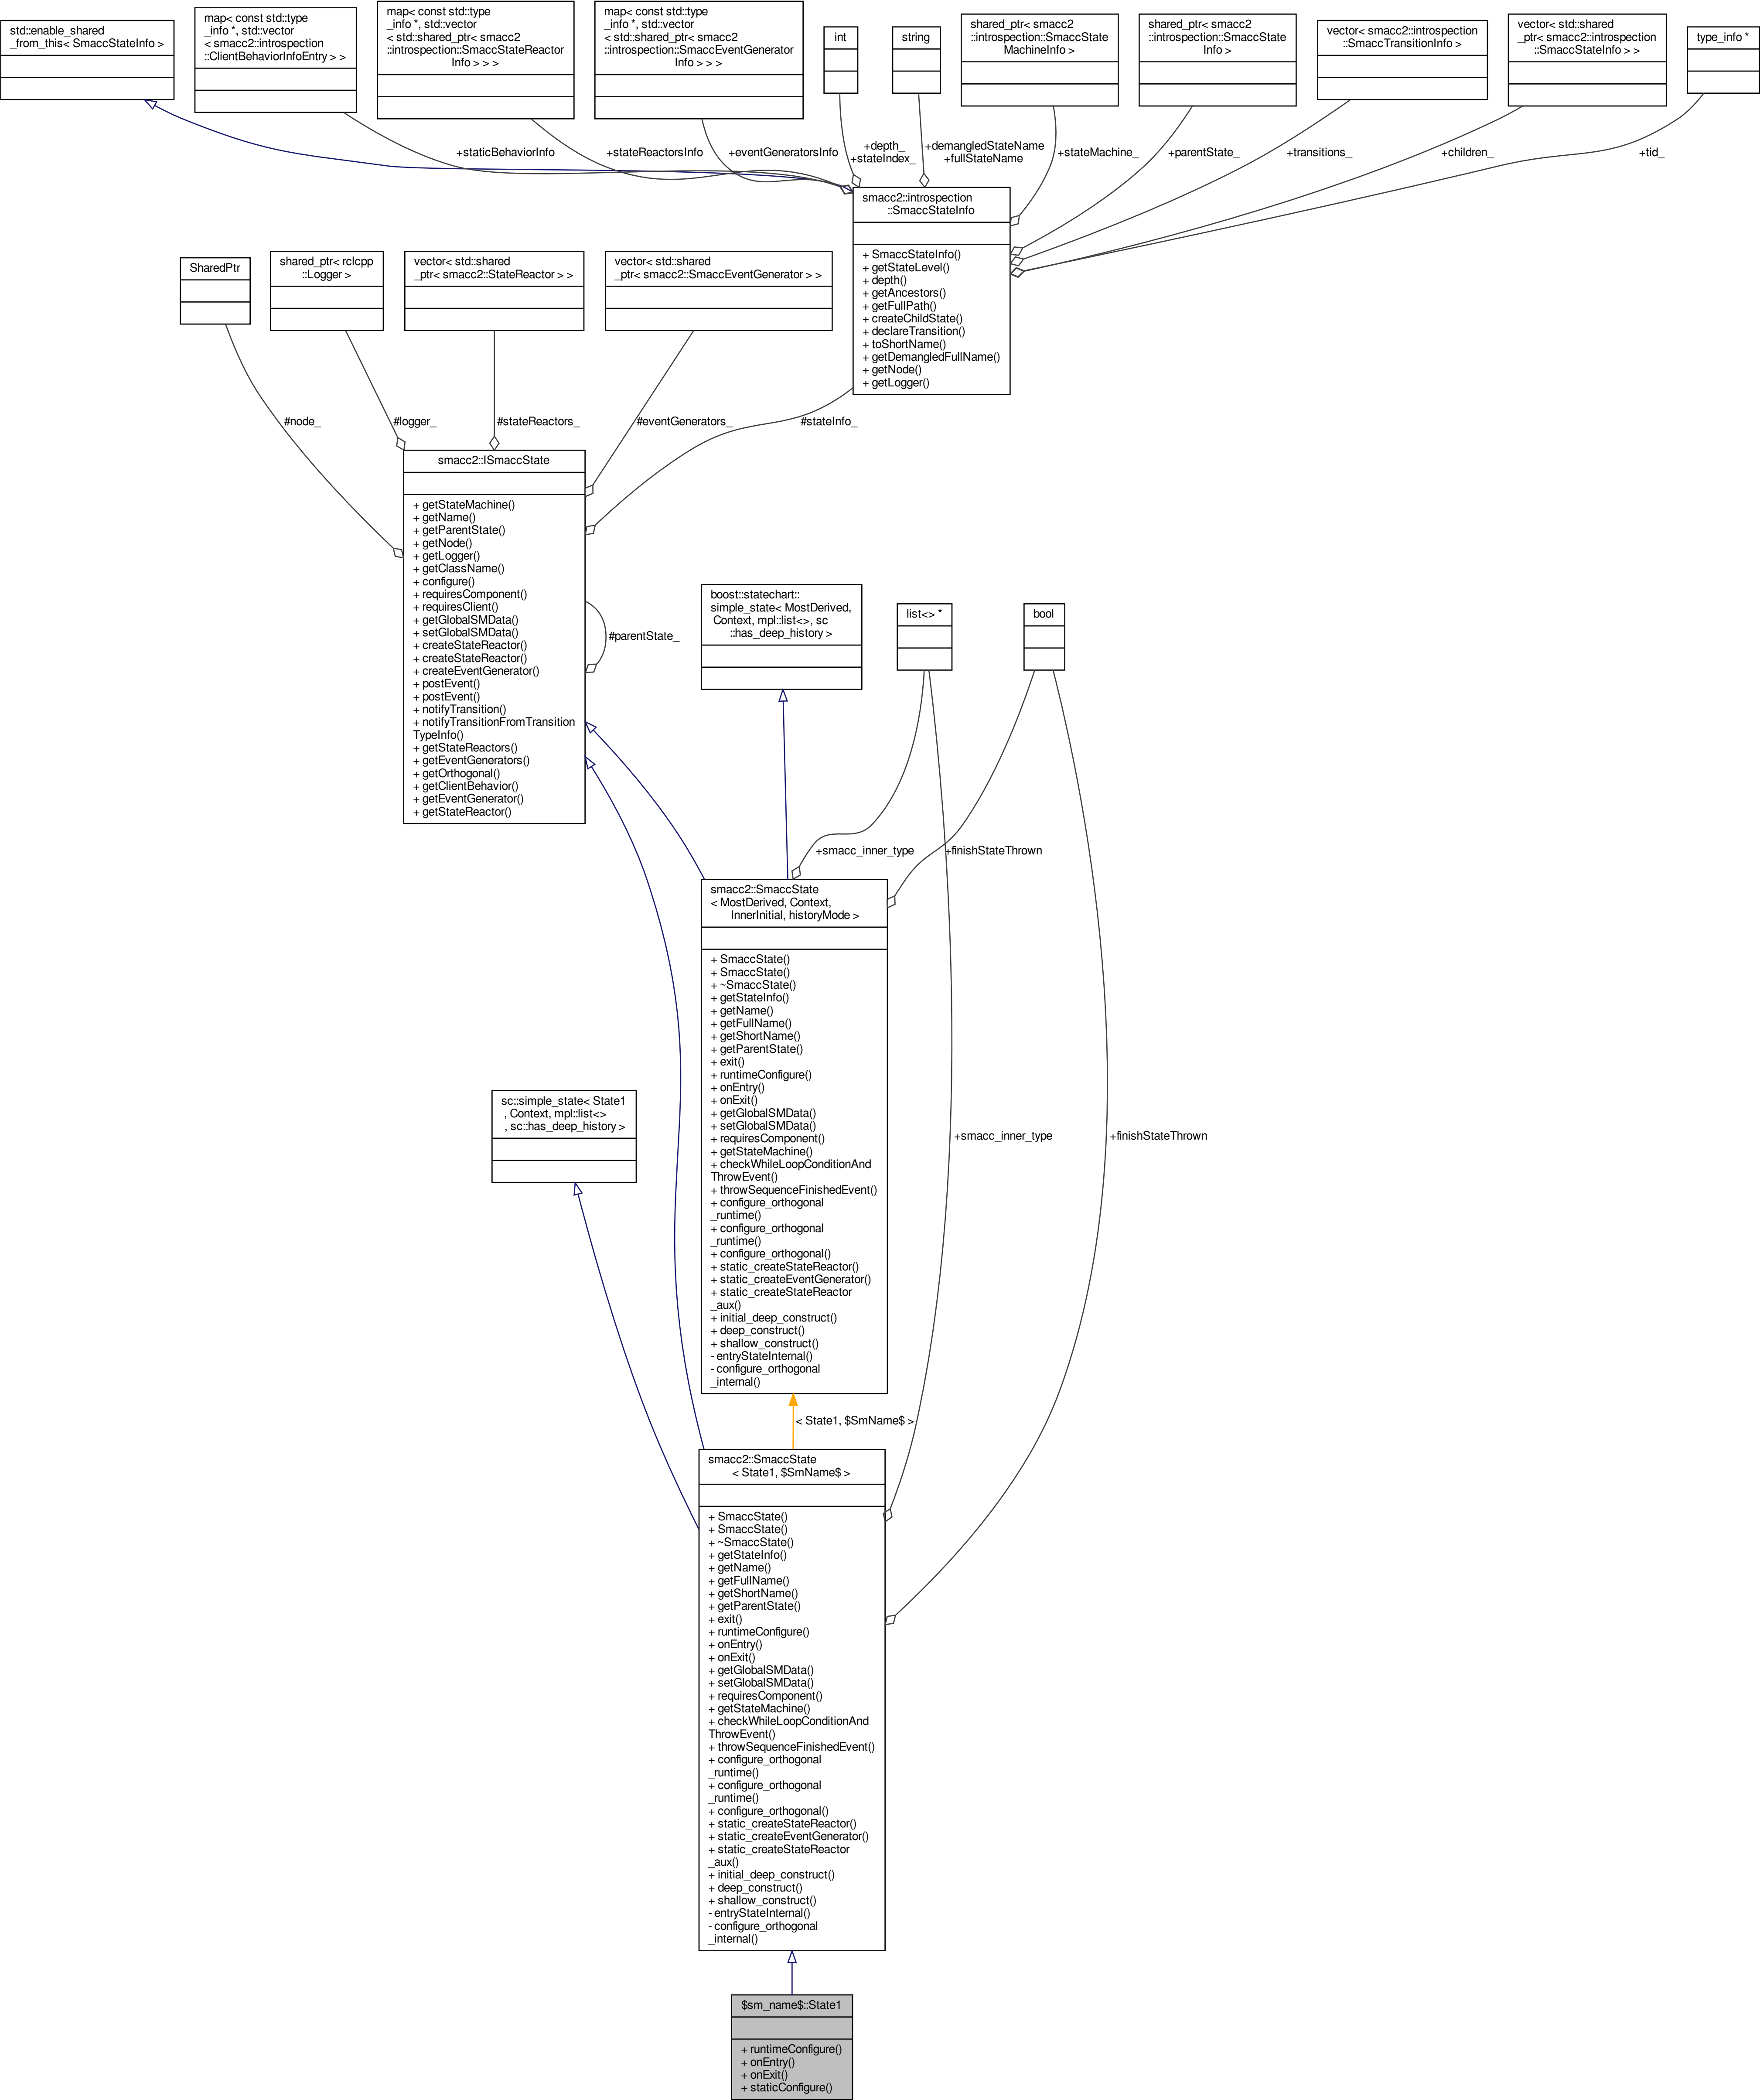 std::enable_shared
_from_this< SmaccStateInfo >
map< const std::type
_info *, std::vector
< smacc2::introspection
::ClientBehaviorInfoEntry > >
map< const std::type
_info *, std::vector
< std::shared_ptr< smacc2
::introspection::SmaccStateReactor
Info > > >
map< const std::type
_info *, std::vector
< std::shared_ptr< smacc2
::introspection::SmaccEventGenerator
Info > > >
int
string
shared_ptr< smacc2
::introspection::SmaccState
MachineInfo >
shared_ptr< smacc2
::introspection::SmaccState
Info >
vector< smacc2::introspection
::SmaccTransitionInfo >
vector< std::shared
_ptr< smacc2::introspection
::SmaccStateInfo > >
type_info *
+staticBehaviorInfo
+stateReactorsInfo
+eventGeneratorsInfo
+depth_
+stateIndex_
+demangledStateName
+fullStateName
+stateMachine_
+parentState_
+transitions_
+children_
+tid_
smacc2::introspection
::SmaccStateInfo
+ SmaccStateInfo()
+ getStateLevel()
+ depth()
+ getAncestors()
+ getFullPath()
+ createChildState()
+ declareTransition()
+ toShortName()
+ getDemangledFullName()
+ getNode()
+ getLogger()
SharedPtr
shared_ptr< rclcpp
::Logger >
vector< std::shared
_ptr< smacc2::StateReactor > >
vector< std::shared
_ptr< smacc2::SmaccEventGenerator > >
#node_
#logger_
#stateReactors_
#eventGenerators_
#stateInfo_
smacc2::ISmaccState
+ getStateMachine()
+ getName()
+ getParentState()
+ getNode()
+ getLogger()
+ getClassName()
+ configure()
+ requiresComponent()
+ requiresClient()
+ getGlobalSMData()
+ setGlobalSMData()
+ createStateReactor()
+ createStateReactor()
+ createEventGenerator()
+ postEvent()
+ postEvent()
+ notifyTransition()
+ notifyTransitionFromTransition
TypeInfo()
+ getStateReactors()
+ getEventGenerators()
+ getOrthogonal()
+ getClientBehavior()
+ getEventGenerator()
+ getStateReactor()
#parentState_
boost::statechart::
simple_state< MostDerived,
Context, mpl::list<>, sc
::has_deep_history >
list<> *
bool
+smacc_inner_type
+finishStateThrown
smacc2::SmaccState
< MostDerived, Context,
InnerInitial, historyMode >
+ SmaccState()
+ SmaccState()
+ ~SmaccState()
+ getStateInfo()
+ getName()
+ getFullName()
+ getShortName()
+ getParentState()
+ exit()
+ runtimeConfigure()
+ onEntry()
+ onExit()
+ getGlobalSMData()
+ setGlobalSMData()
+ requiresComponent()
+ getStateMachine()
+ checkWhileLoopConditionAnd
ThrowEvent()
+ throwSequenceFinishedEvent()
+ configure_orthogonal
_runtime()
+ configure_orthogonal
_runtime()
+ configure_orthogonal()
+ static_createStateReactor()
+ static_createEventGenerator()
+ static_createStateReactor
_aux()
+ initial_deep_construct()
+ deep_construct()
+ shallow_construct()
- entryStateInternal()
- configure_orthogonal
_internal()
sc::simple_state< State1
, Context, mpl::list<>
, sc::has_deep_history >
+smacc_inner_type
+finishStateThrown
< State1, $SmName$ >
smacc2::SmaccState
< State1, $SmName$ >
+ SmaccState()
+ SmaccState()
+ ~SmaccState()
+ getStateInfo()
+ getName()
+ getFullName()
+ getShortName()
+ getParentState()
+ exit()
+ runtimeConfigure()
+ onEntry()
+ onExit()
+ getGlobalSMData()
+ setGlobalSMData()
+ requiresComponent()
+ getStateMachine()
+ checkWhileLoopConditionAnd
ThrowEvent()
+ throwSequenceFinishedEvent()
+ configure_orthogonal
_runtime()
+ configure_orthogonal
_runtime()
+ configure_orthogonal()
+ static_createStateReactor()
+ static_createEventGenerator()
+ static_createStateReactor
_aux()
+ initial_deep_construct()
+ deep_construct()
+ shallow_construct()
- entryStateInternal()
- configure_orthogonal
_internal()
$sm_name$::State1
+ runtimeConfigure()
+ onEntry()
+ onExit()
+ staticConfigure()